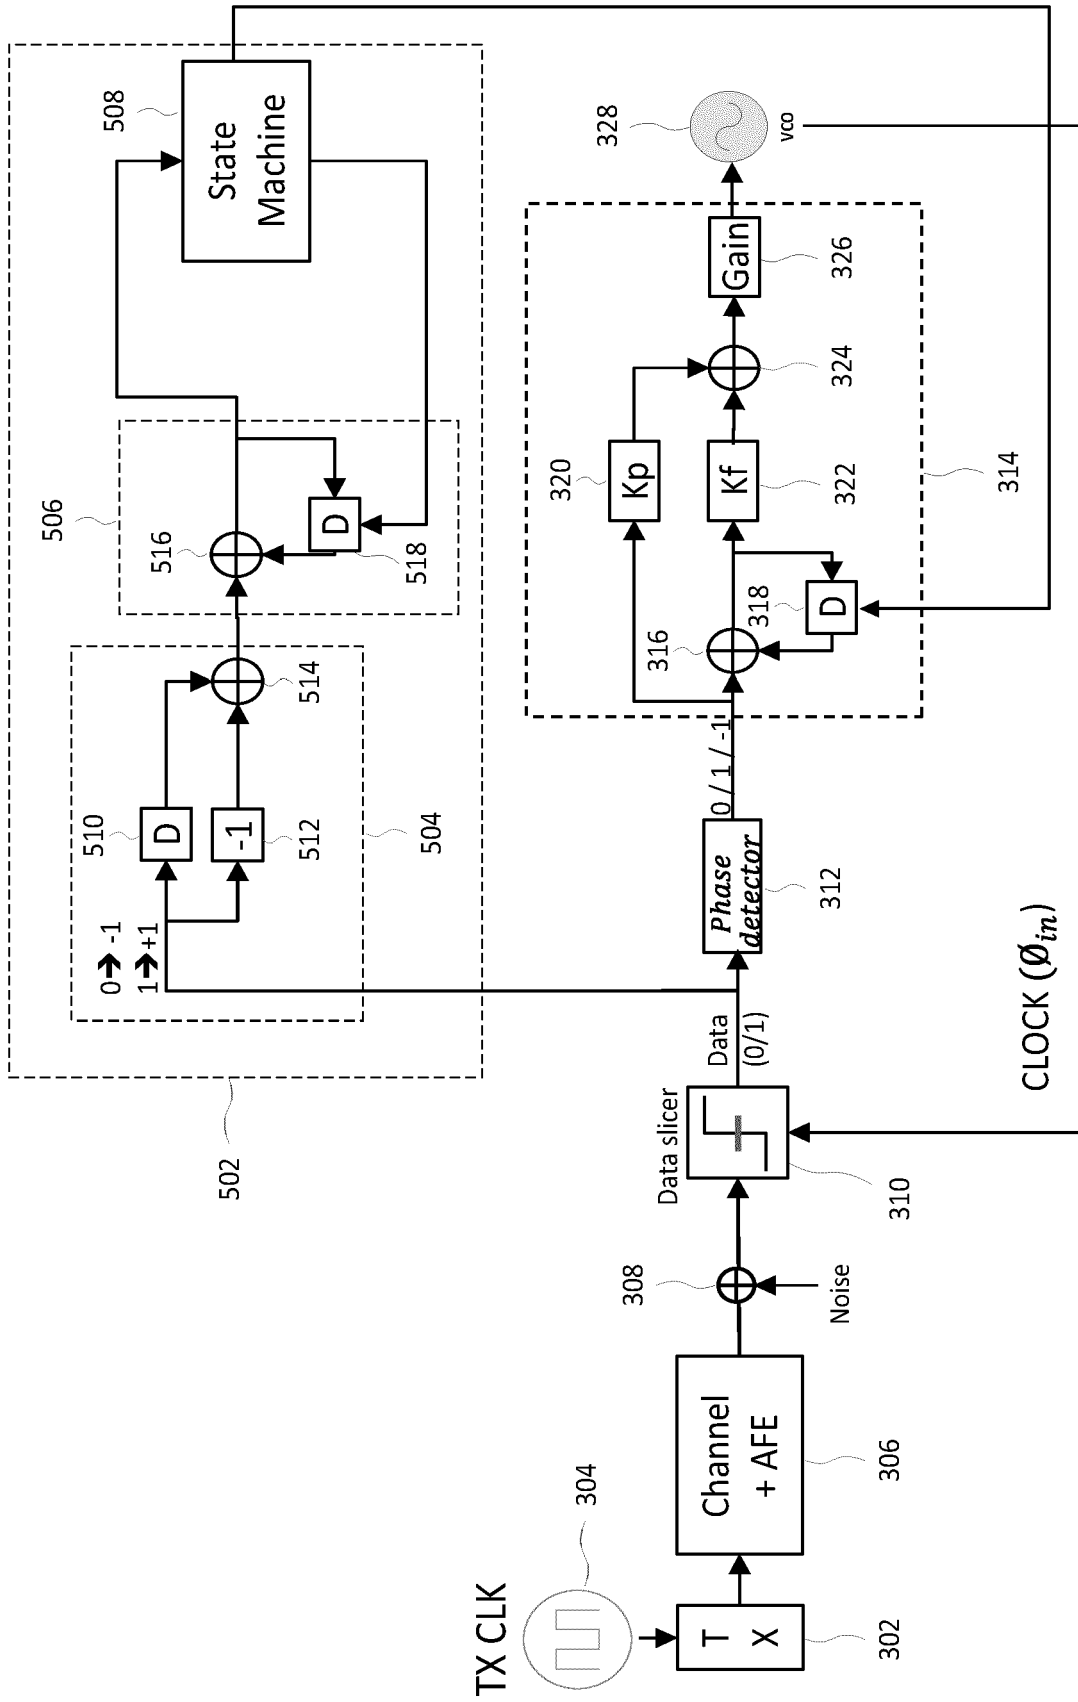 502
504
0➔-1
1➔+1
510
D
-1
512
514
506
516
D
518
State
Machine
508
TX CLK
304
T
X
302
Channel
+ AFE
306
308
Noise
Data slicer
310
Data
(0/1)
Phase
detector
312
0 / 1 / -1
316
318
D
320
Kp
Kf
322
324
Gain
326
314
328
vco
CLOCK (Ø_in)